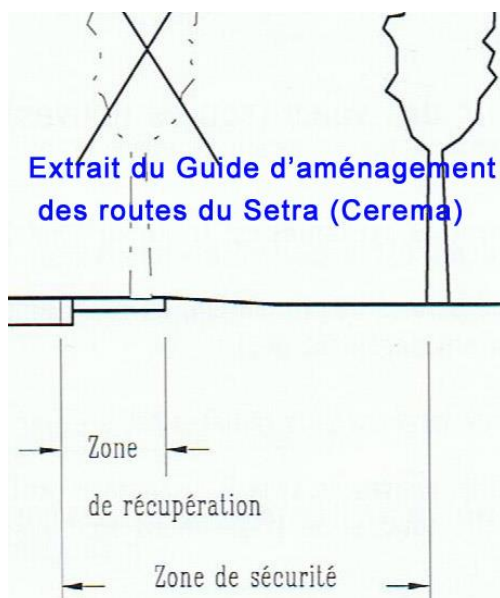 Extrait du Guide d'aménagement
des routes du Setra (Cerema)
Zone
de récupération
Zone de sécurité